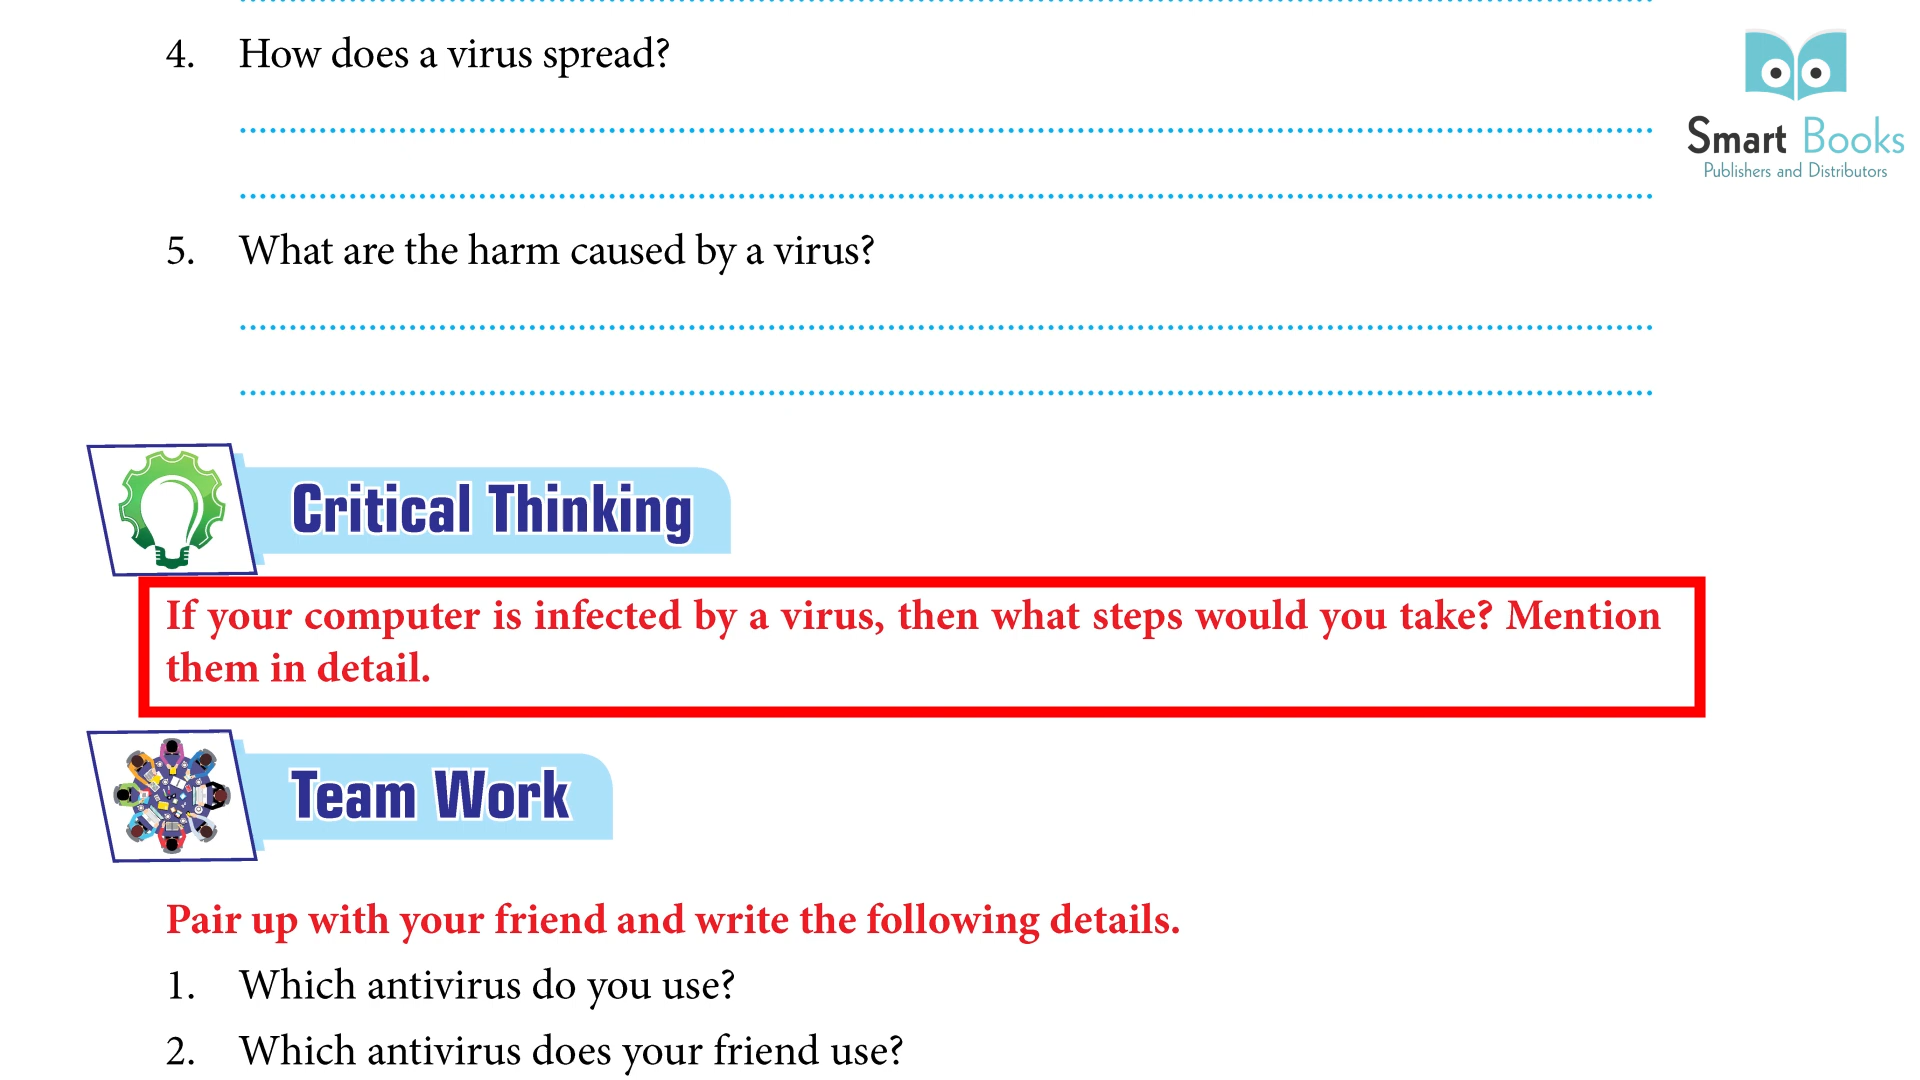 4. How does a virus spread?
Smart Books
Publishers and Distributors
5. What are the harm caused by a virus?
Critical Thinking
If your computer is infected by a virus, then what steps would you take? Mention
them in detail.
Team Work
Pair up with your friend and write the following details.
1. Which antivirus do you use?
2. Which antivirus does your friend use?